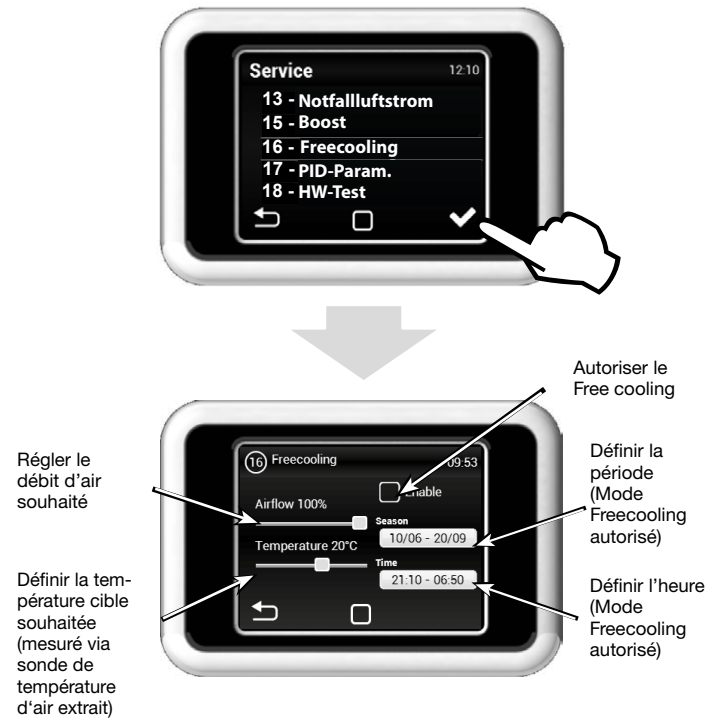 Service 12:10
13 - Notfallluftstrom
15 - Boost
16 - Freecooling
17 - PID-Param.
18 - HW-Test
Autoriser le
Free cooling
Régler le
débit d'air
souhaité
Définir la tem-
pérature cible
souhaitée
(mesuré via
sonde de
température
d'air extrait)
16 Freecooling 09:53
Enable
Airflow 100%
Season
10/06 - 20/09
Temperature 20°C
Time
21:10 - 06:50
Définir la
période
(Mode
Freecooling
autorisé)
Définir l'heure
(Mode
Freecooling
autorisé)